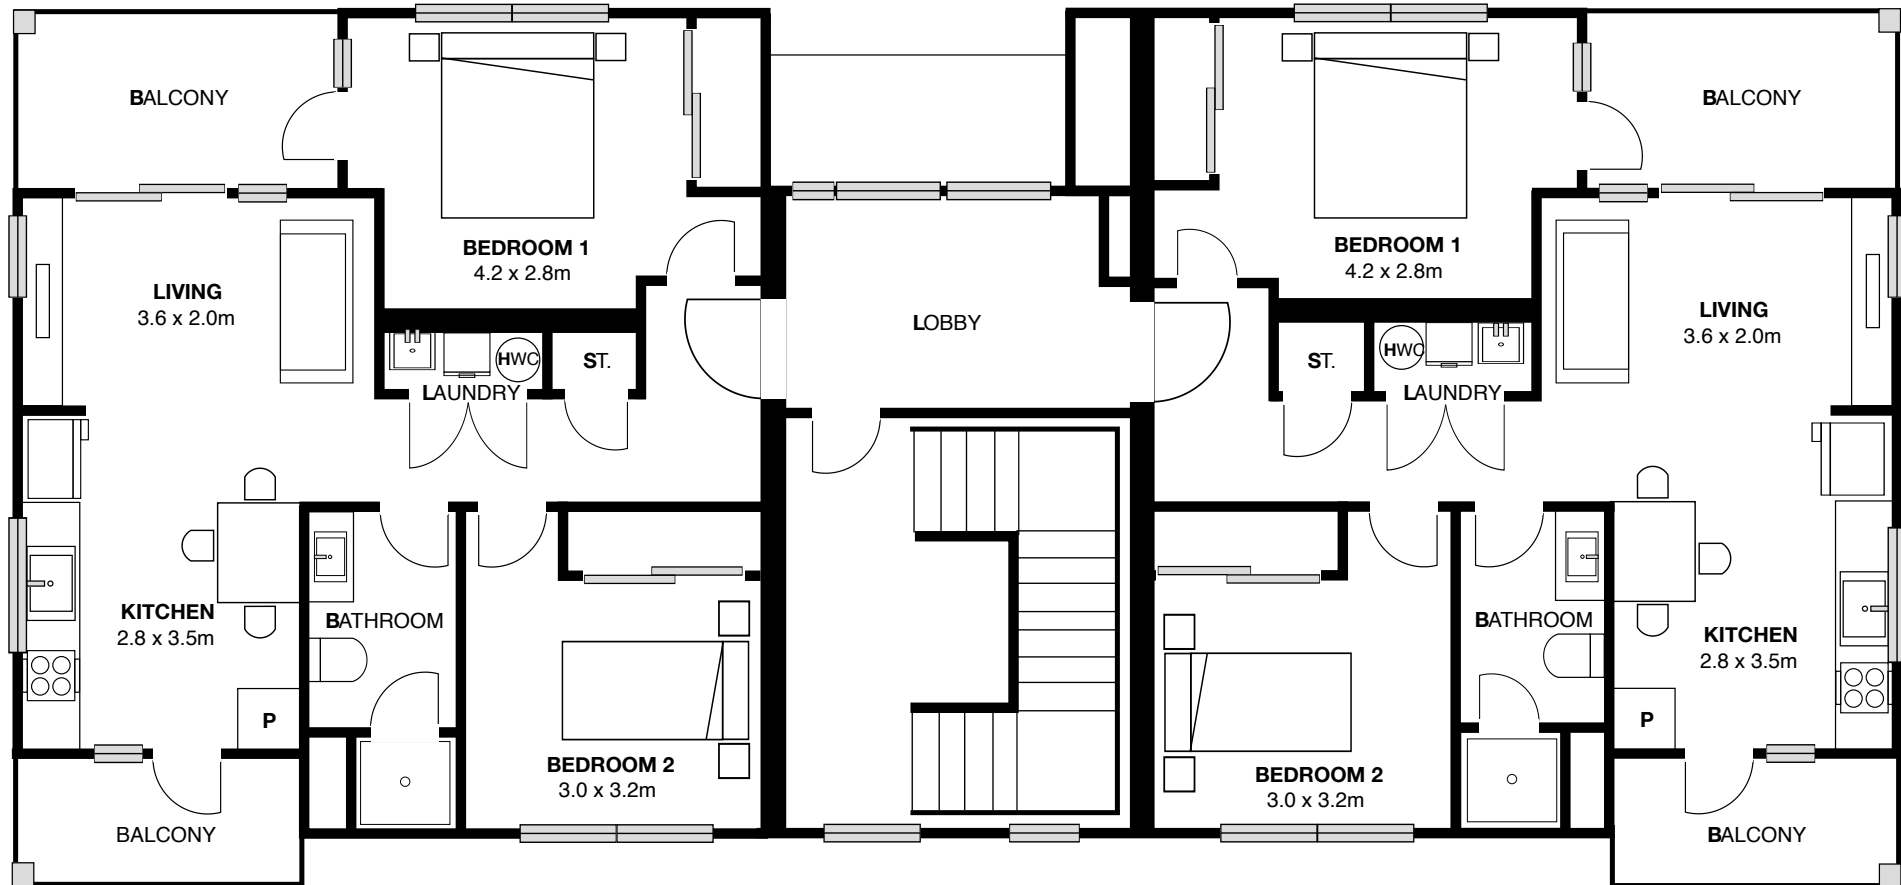 BALCONY
BALCONY
BEDROOM 1
4.2 x 2.8m
BEDROOM 1
4.2 x 2.8m
LIVING
3.6 x 2.0m
LOBBY
LIVING
3.6 x 2.0m
HWC
ST.
LAUNDRY
ST.
HWC
LAUNDRY
KITCHEN
2.8 x 3.5m
BATHROOM
BATHROOM
KITCHEN
2.8 x 3.5m
P
P
BEDROOM 2
3.0 x 3.2m
BEDROOM 2
3.0 x 3.2m
BALCONY
BALCONY